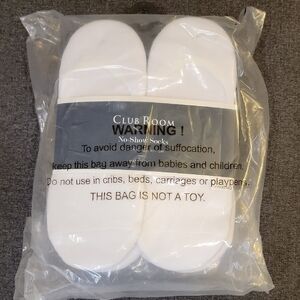 CLUB ROOM
WARNING !
No Show Socks
To avoid danger of suffocation,
keep this bag away from babies and children.
Do not use in cribs, beds, carriages or playpens.
THIS BAG IS NOT A TOY.